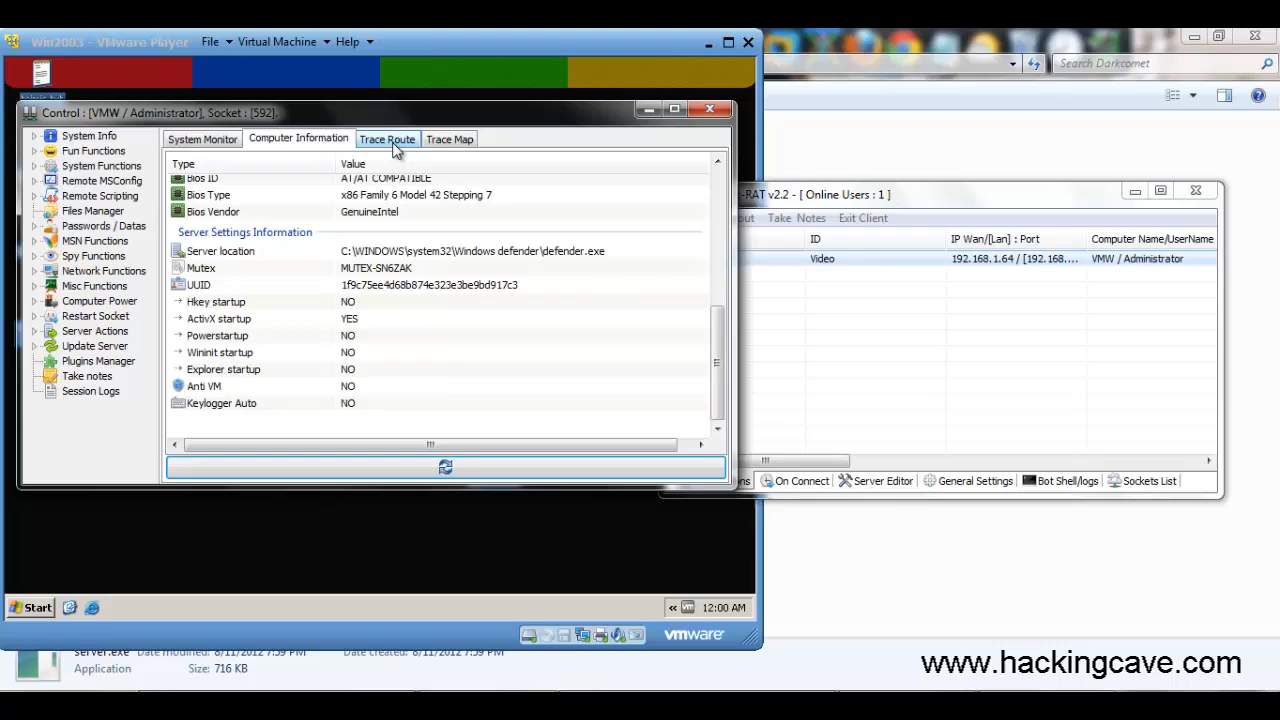 Win2003 - VMware Player File Virtual Machine Help
Search Darkcomet
Control : [VMW / Administrator], Socket : [592].
System Info
Fun Functions
System Functions
Remote MSConfig
Remote Scripting
Files Manager
Passwords / Datas
MSN Functions
Spy Functions
Network Functions
Misc Functions
Computer Power
Restart Socket
Server Actions
Update Server
Plugins Manager
Take notes
Session Logs
System Monitor Computer Information Trace Route Trace Map
Type Value
Bios ID AT/AT COMPATIBLE
Bios Type x86 Family 6 Model 42 Stepping 7
Bios Vendor GenuineIntel
Server Settings Information
Server location C:\WINDOWS\system32\Windows defender\defender.exe
Mutex MUTEX-SN6ZAK
UUID 1f9c75ee4d68b874e323e3be9bd917c3
Hkey startup NO
ActivX startup YES
Powerstartup NO
Wininit startup NO
Explorer startup NO
Anti VM NO
Keylogger Auto NO
-RAT v2.2 - [ Online Users : 1 ]
Take Notes Exit Client
ID IP Wan/[Lan] : Port Computer Name/UserName
Video 192.168.1.64 / [192.168.... VMW / Administrator
On Connect Server Editor General Settings Bot Shell/logs Sockets List
Start
12:00 AM
vmware
server.exe Date modified: 8/11/2012 7:59 PM Date created: 8/11/2012 7:59 PM
Application Size: 716 KB
www.hackingcave.com